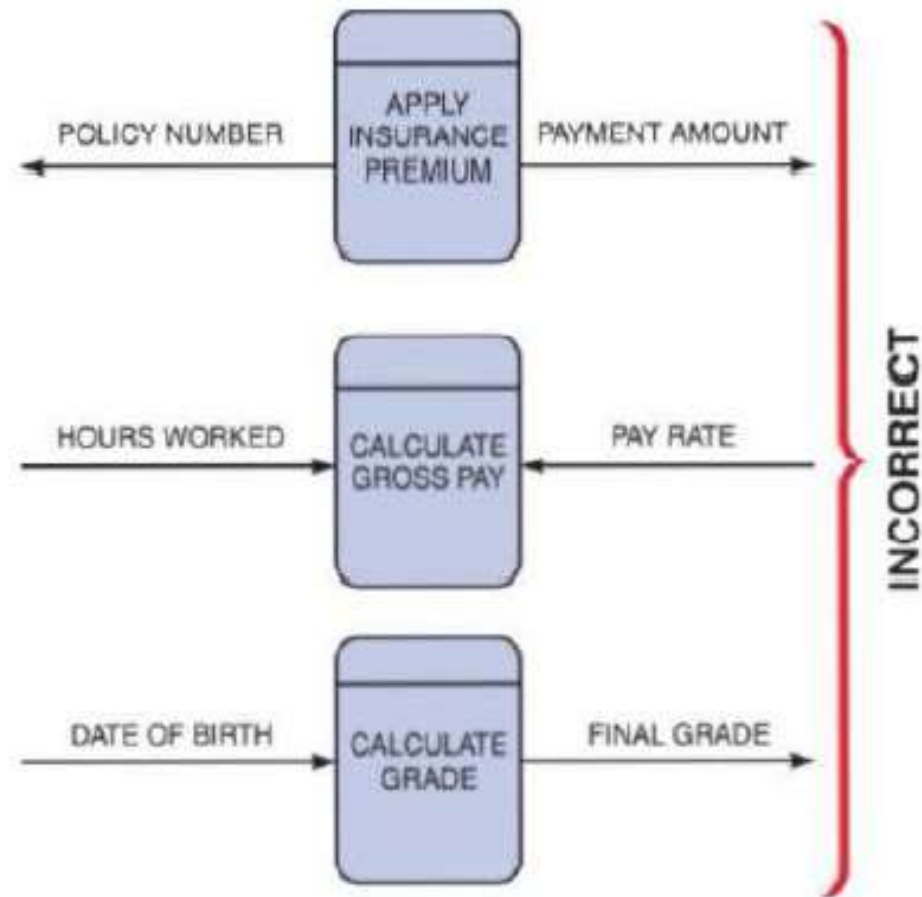 POLICY NUMBER
APPLY
INSURANCE
PREMIUM
PAYMENT AMOUNT
HOURS WORKED
CALCULATE
GROSS PAY
PAY RATE
DATE OF BIRTH
CALCULATE
GRADE
FINAL GRADE
INCORRECT